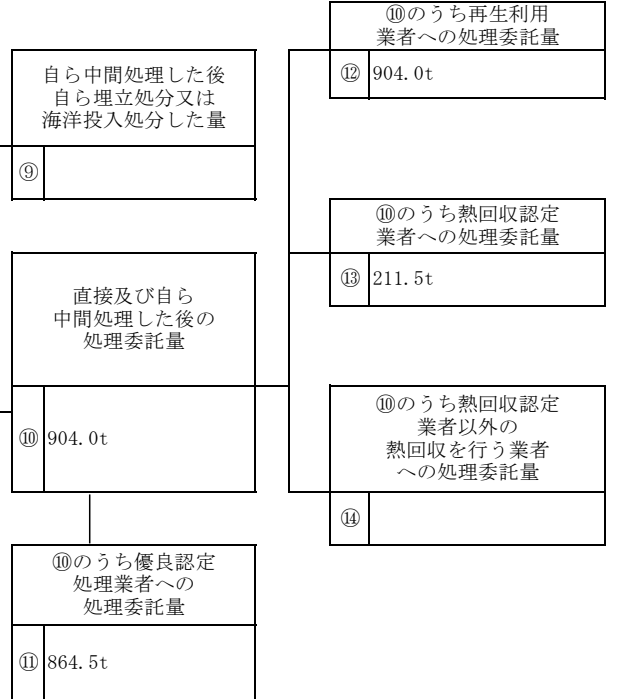 自ら中間処理した後
自ら埋立処分又は
海洋投入処分した量
⑨
直接及び自ら
中間処理した後の
処理委託量
⑩ 904.0t
⑩のうち優良認定
処理業者への
処理委託量
⑪ 864.5t
⑩のうち再生利用
業者への処理委託量
⑫ 904.0t
⑩のうち熱回収認定
業者への処理委託量
⑬ 211.5t
⑩のうち熱回収認定
業者以外の
熱回収を行う業者
への処理委託量
⑭